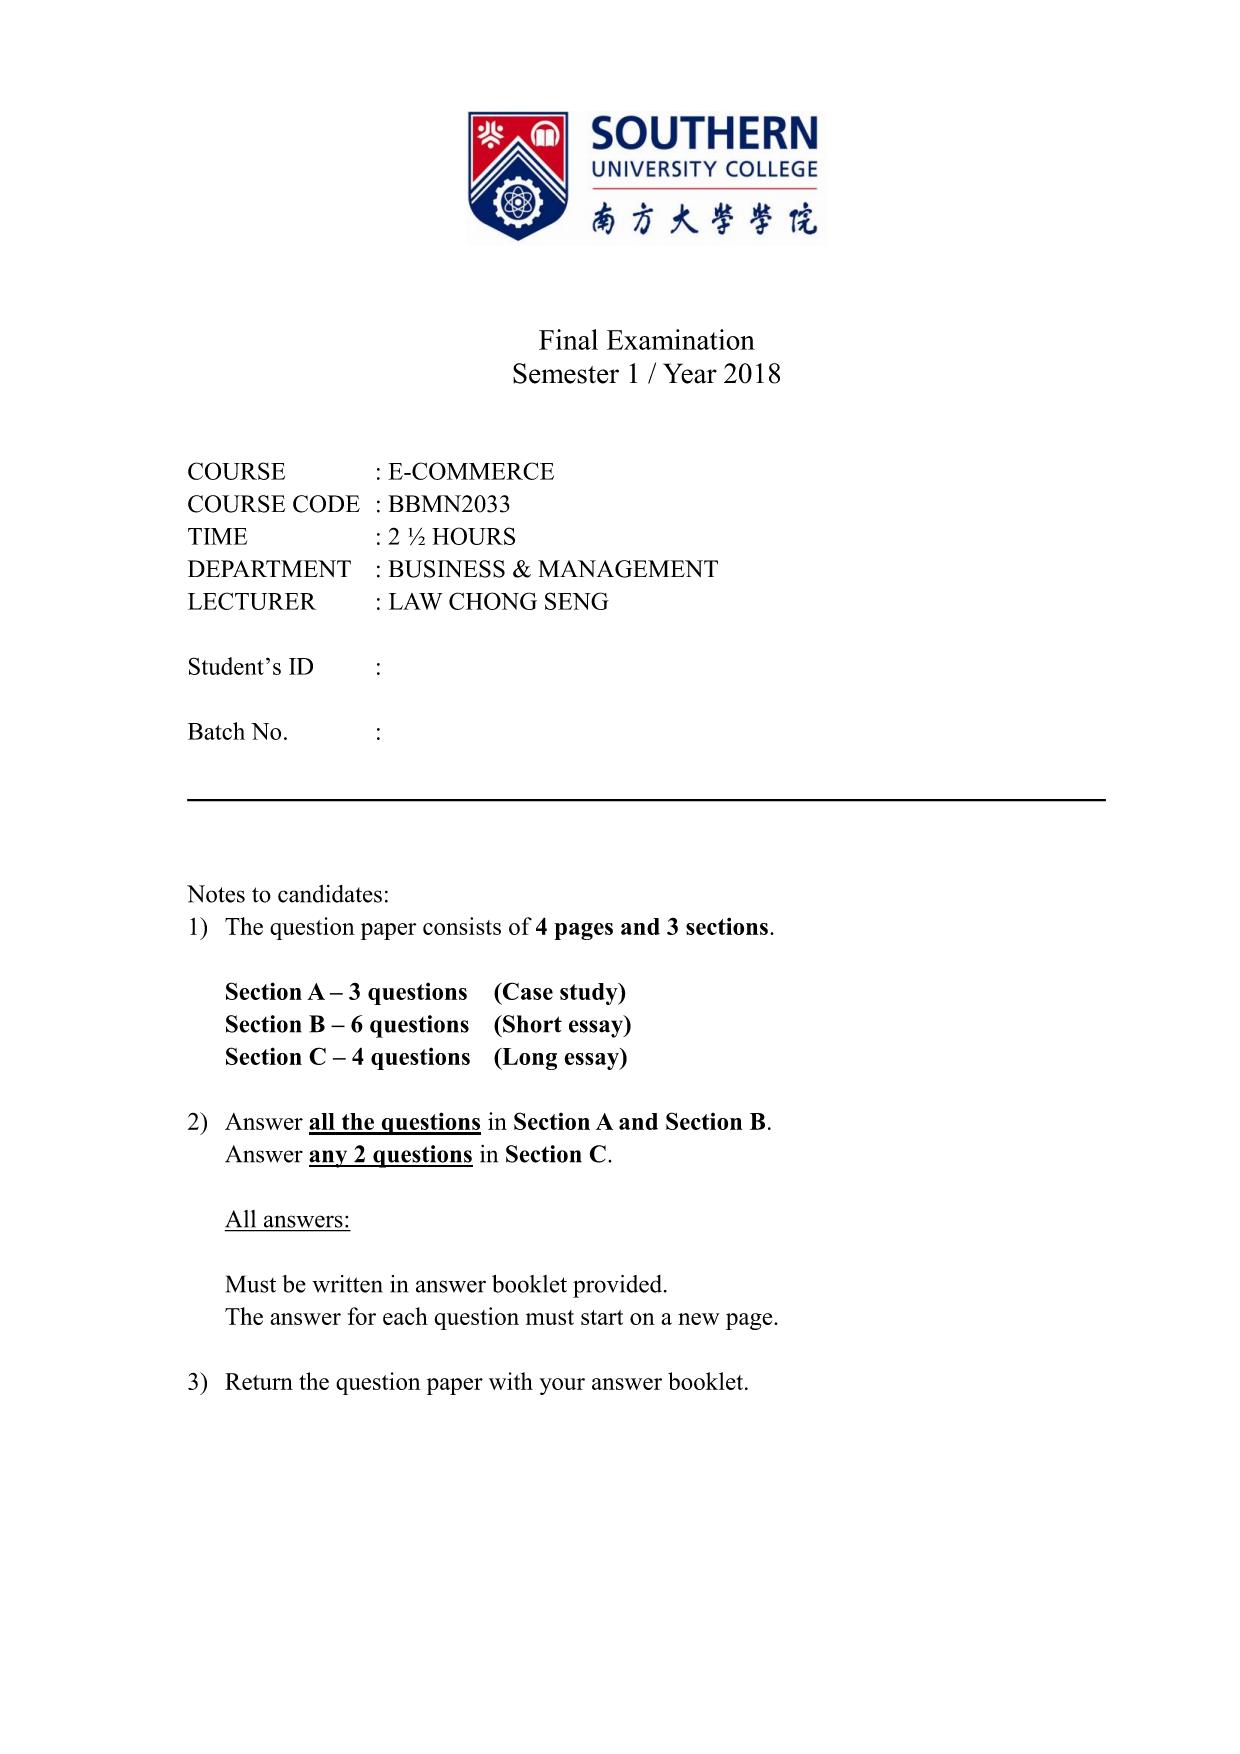 SOUTHERN
UNIVERSITY COLLEGE
南方大學學院
Final Examination
Semester 1 / Year 2018
COURSE : E-COMMERCE
COURSE CODE : BBMN2033
TIME : 2 ½ HOURS
DEPARTMENT : BUSINESS & MANAGEMENT
LECTURER : LAW CHONG SENG
Student’s ID :
Batch No. :
Notes to candidates:
1) The question paper consists of 4 pages and 3 sections.
Section A – 3 questions (Case study)
Section B – 6 questions (Short essay)
Section C – 4 questions (Long essay)
2) Answer all the questions in Section A and Section B.
Answer any 2 questions in Section C.
All answers:
Must be written in answer booklet provided.
The answer for each question must start on a new page.
3) Return the question paper with your answer booklet.